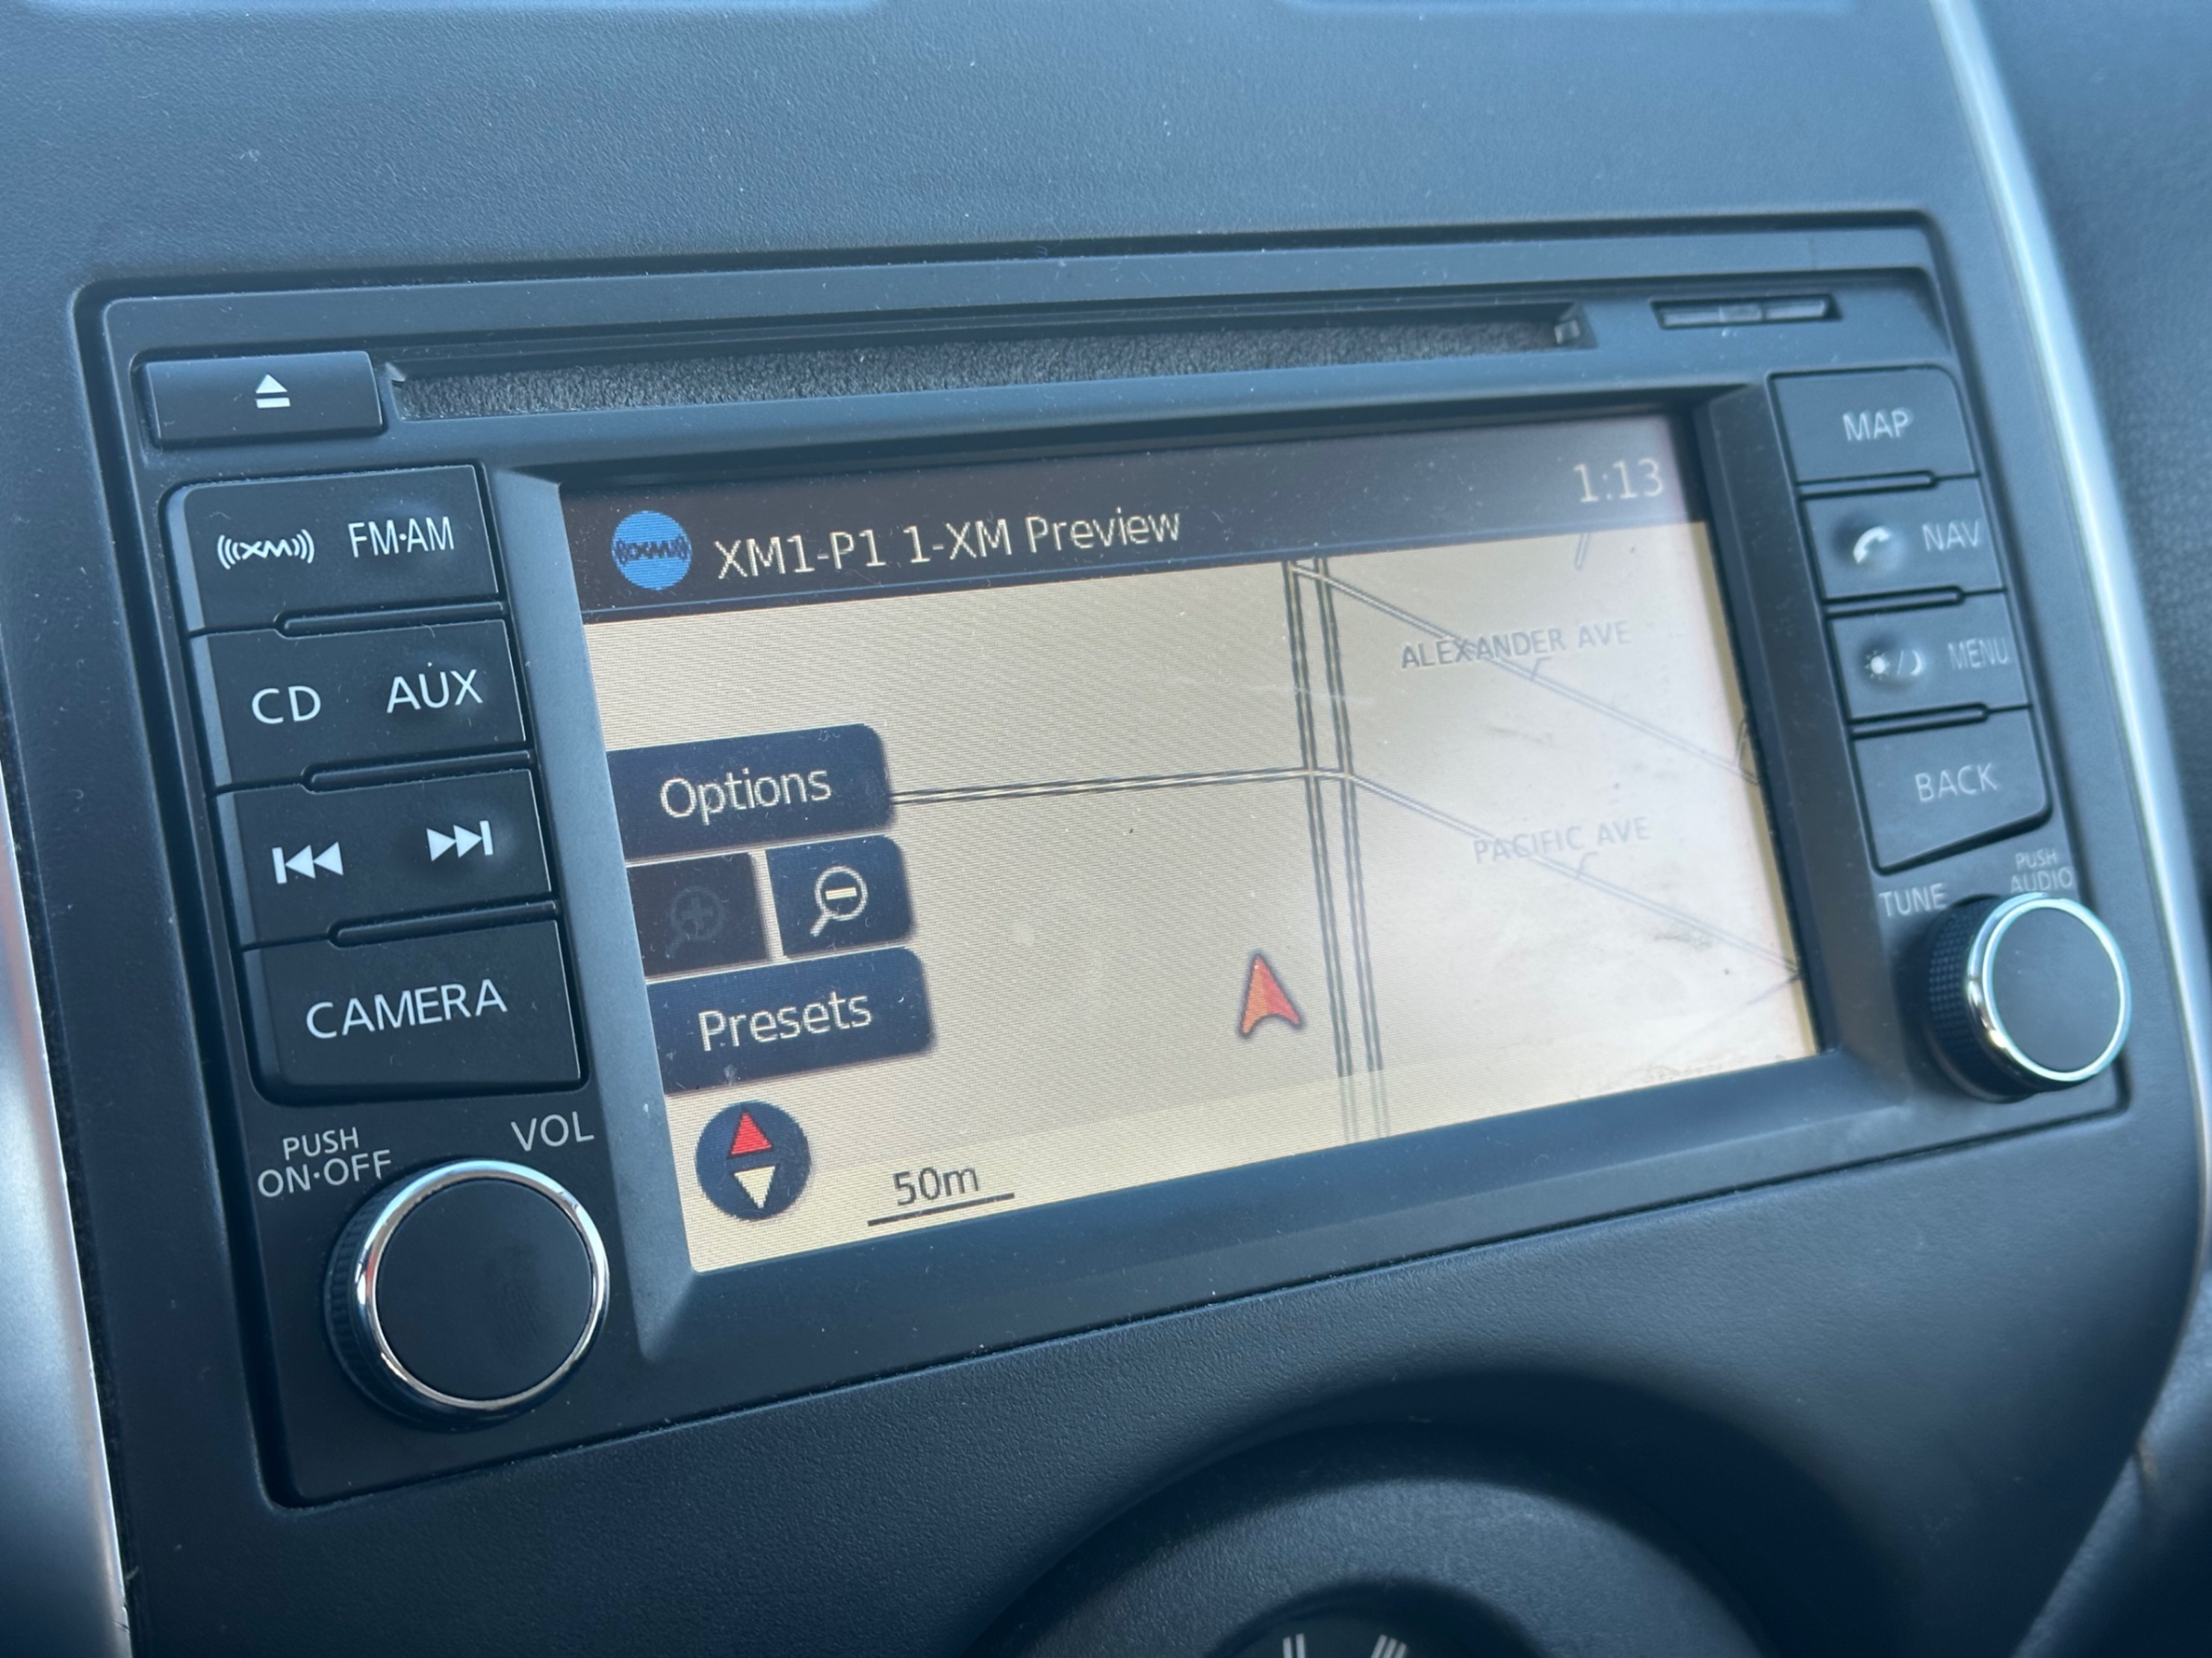 MAP
((XM)) FM·AM
XM1-P1 1-XM Preview
1:13
NAV
CD AUX
ALEXANDER AVE
MENU
Options
BACK
PACIFIC AVE
PUSH
AUDIO
TUNE
CAMERA
Presets
PUSH
ON·OFF
VOL
50m